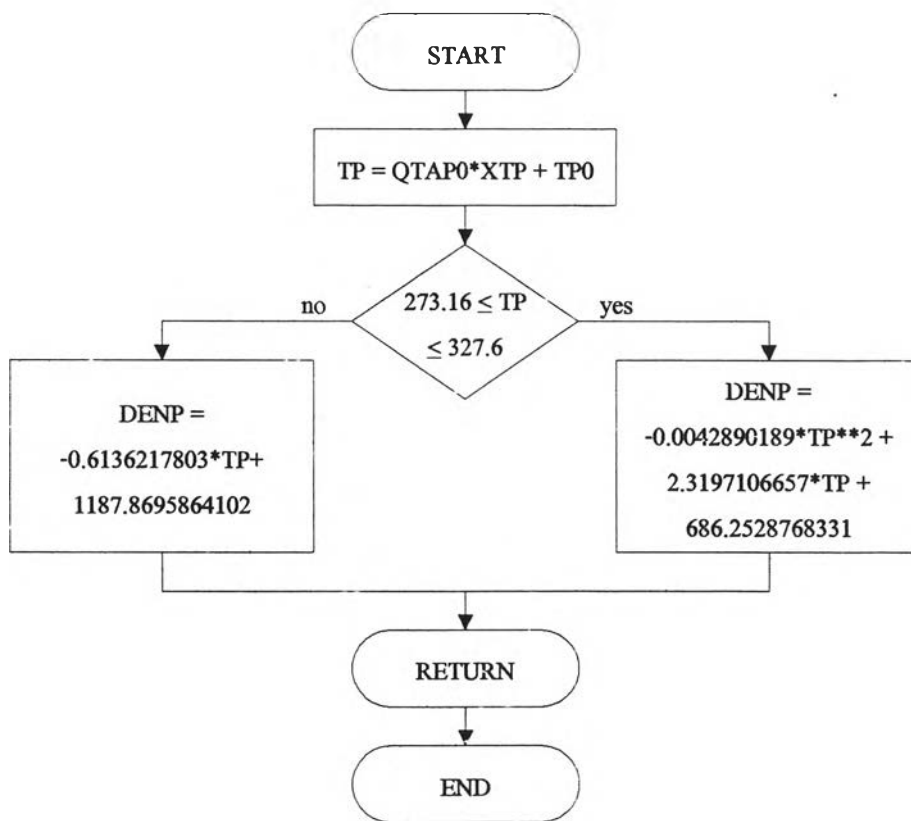 START
TP = QTAP0*XTP + TP0
273.16 ≤ TP
≤ 327.6
no
yes
DENP =
-0.6136217803*TP+
1187.8695864102
DENP =
-0.0042890189*TP**2 +
2.3197106657*TP +
686.2528768331
RETURN
END